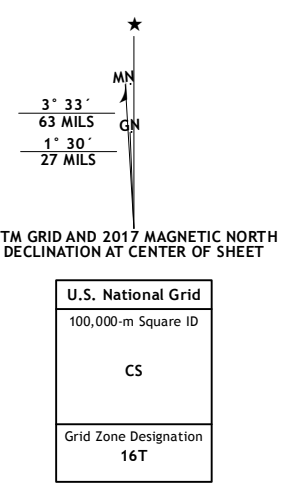 MN
3° 33´
63 MILS
GN
1° 30´
27 MILS
TM GRID AND 2017 MAGNETIC NORTH
DECLINATION AT CENTER OF SHEET
U.S. National Grid
100,000-m Square ID
CS
Grid Zone Designation
16T